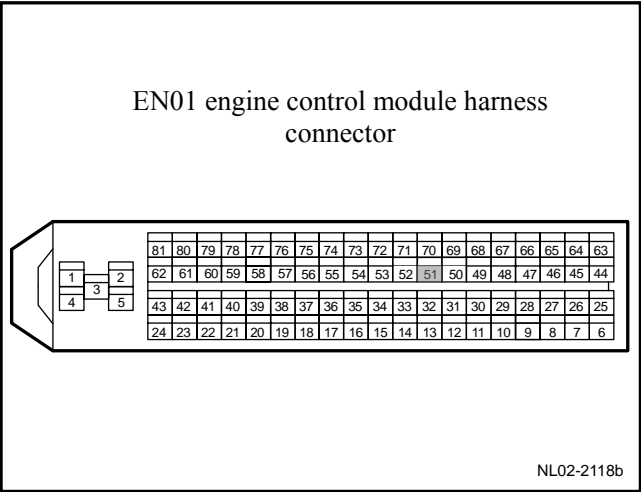 EN01 engine control module harness
connector
81 80 79 78 77 76 75 74 73 72 71 70 69 68 67 66 65 64 63
1 2 62 61 60 59 58 57 56 55 54 53 52 51 50 49 48 47 46 45 44
3
4 5 43 42 41 40 39 38 37 36 35 34 33 32 31 30 29 28 27 26 25
24 23 22 21 20 19 18 17 16 15 14 13 12 11 10 9 8 7 6
NL02-2118b